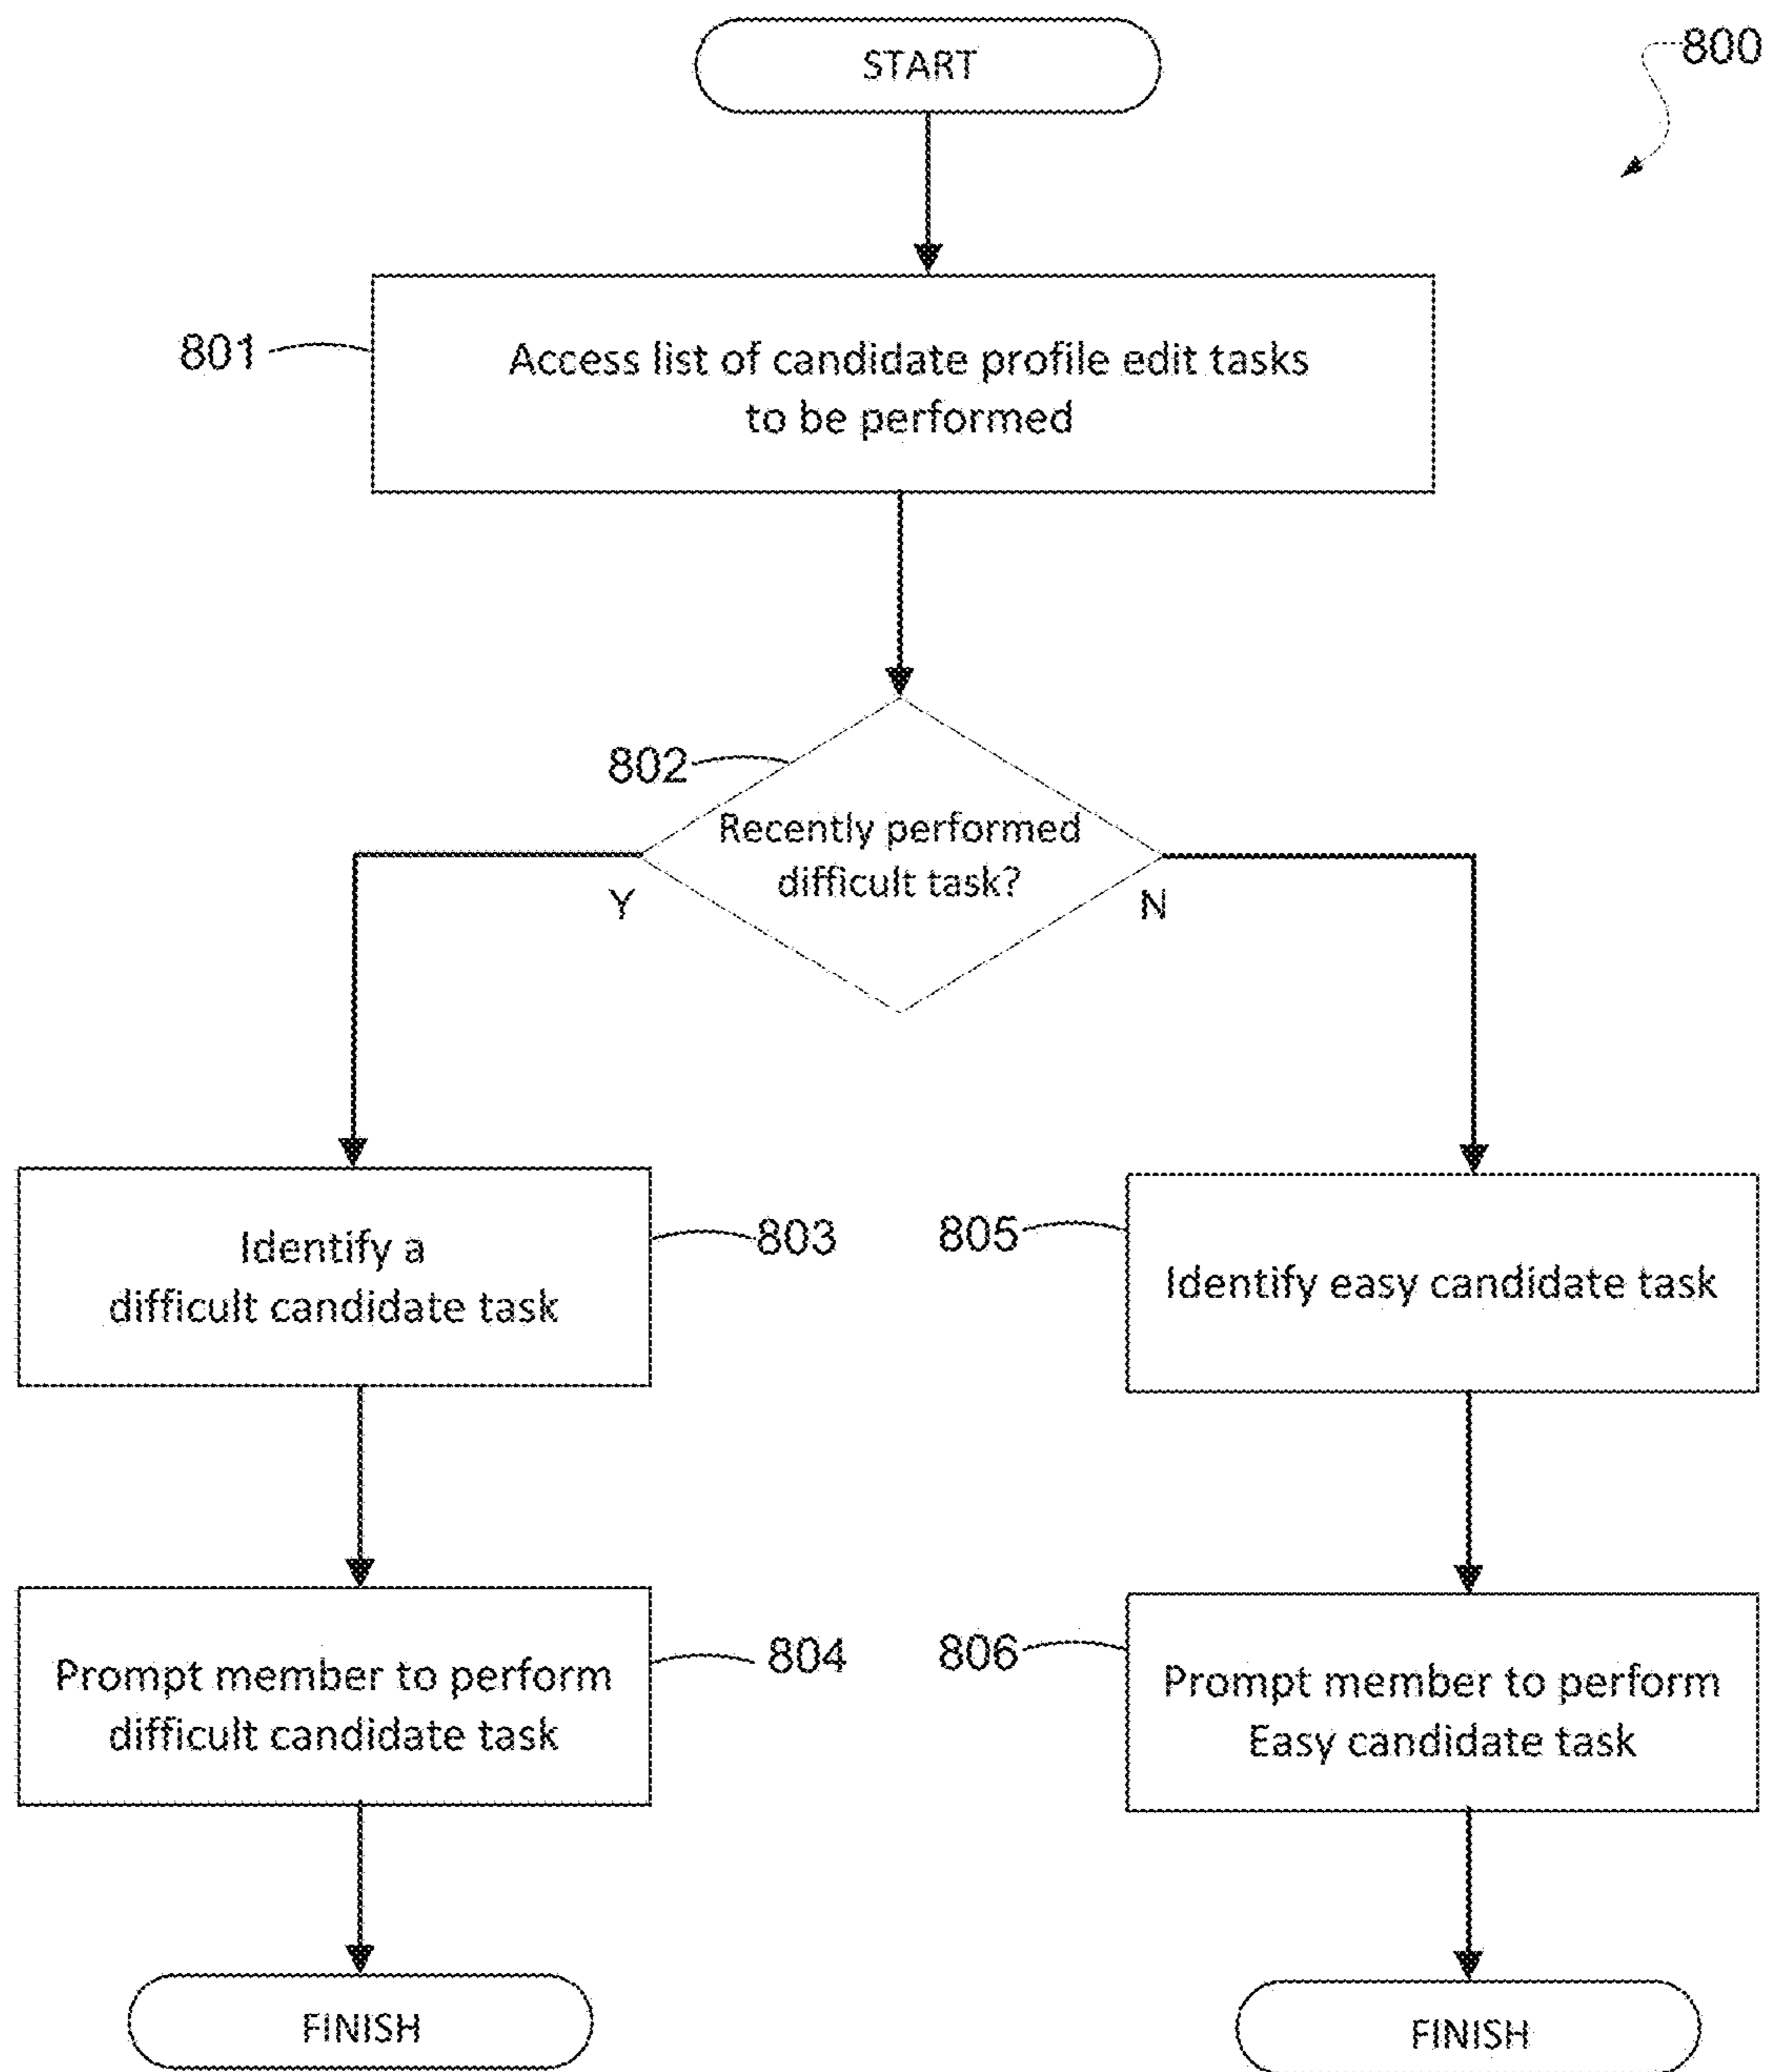 START
800
801
Access list of candidate profile edit tasks
to be performed
802
Recently performed
difficult task?
Y
N
Identify a
difficult candidate task
803
805
Identify easy candidate task
Prompt member to perform
difficult candidate task
804
806
Prompt member to perform
Easy candidate task
FINISH
FINISH